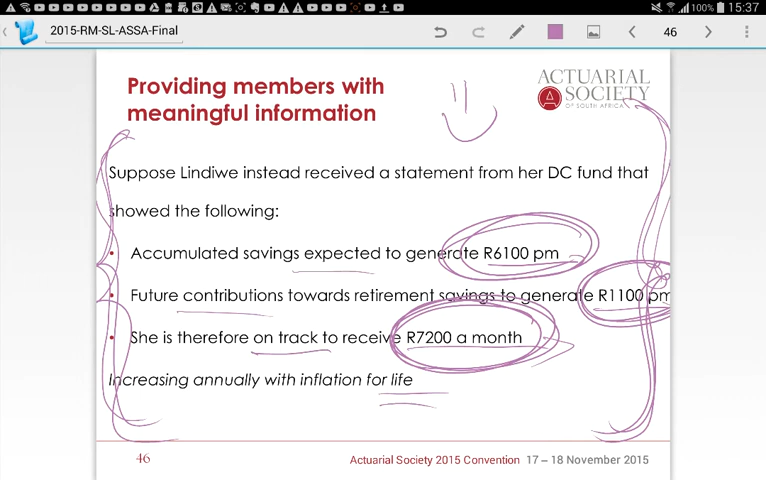 100% 15:37
2015-RM-SL-ASSA-Final 46
Providing members with
meaningful information
ACTUARIAL
SOCIETY
OF SOUTH AFRICA
Suppose Lindiwe instead received a statement from her DC fund that
showed the following:
• Accumulated savings expected to generate R6100 pm
• Future contributions towards retirement savings to generate R1100 pm
• She is therefore on track to receive R7200 a month
Increasing annually with inflation for life
46 Actuarial Society 2015 Convention 17 – 18 November 2015